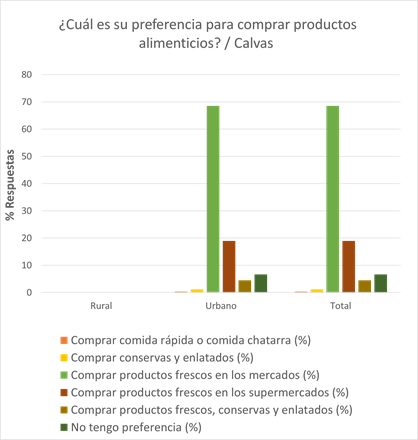 ¿Cuál es su preferencia para comprar productos
alimenticios? / Calvas
% Respuestas
80
70
60
50
40
30
20
10
0
Rural Urbano Total
Comprar comida rápida o comida chatarra (%)
Comprar conservas y enlatados (%)
Comprar productos frescos en los mercados (%)
Comprar productos frescos en los supermercados (%)
Comprar productos frescos, conservas y enlatados (%)
No tengo preferencia (%)